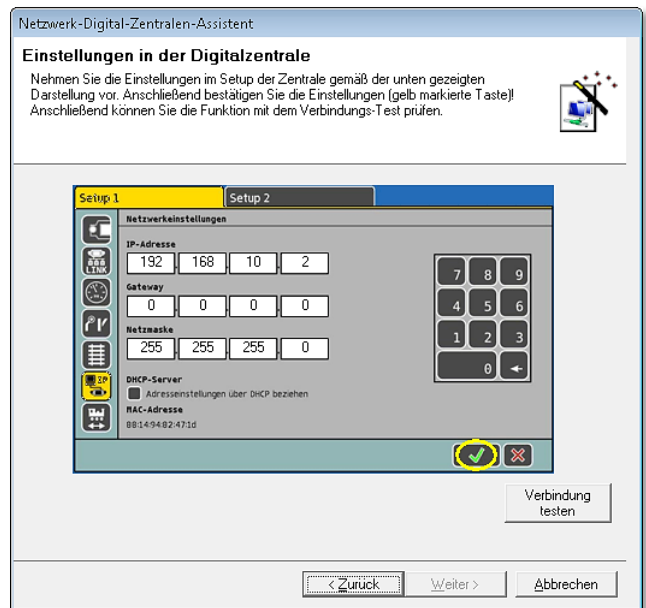 Netzwerk-Digital-Zentralen-Assistent
Einstellungen in der Digitalzentrale
Nehmen Sie die Einstellungen im Setup der Zentrale gemäß der unten gezeigten
Darstellung vor. Anschließend bestätigen Sie die Einstellungen (gelb markierte Taste)!
Anschließend können Sie die Funktion mit dem Verbindungs-Test prüfen.
Setup 1 Setup 2
Netzwerkeinstellungen
IP-Adresse
192 . 168 . 10 . 2
Gateway
0 . 0 . 0 . 0
Netzmaske
255 . 255 . 255 . 0
DHCP-Server
Adresseinstellungen über DHCP beziehen
MAC-Adresse
88:14:94:82:47:1d
LINK
IP
7 8 9
4 5 6
1 2 3
0 ←
Verbindung
testen
< Zurück Weiter > Abbrechen